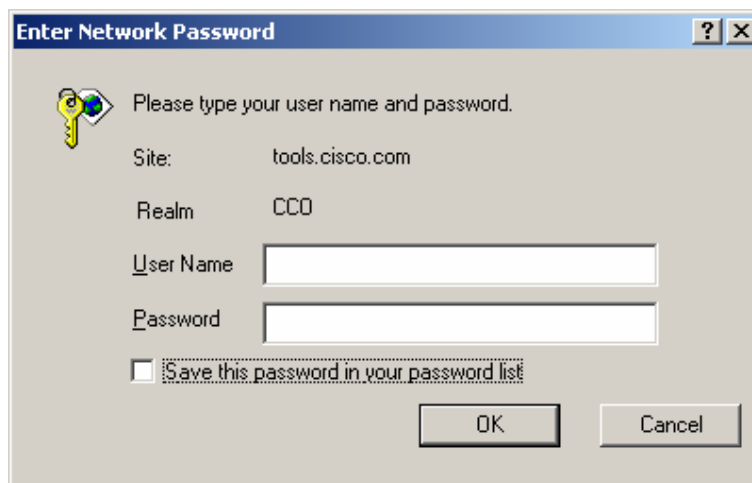 Enter Network Password
Please type your user name and password.
Site: tools.cisco.com
Realm CCO
User Name
Password
Save this password in your password list
OK Cancel